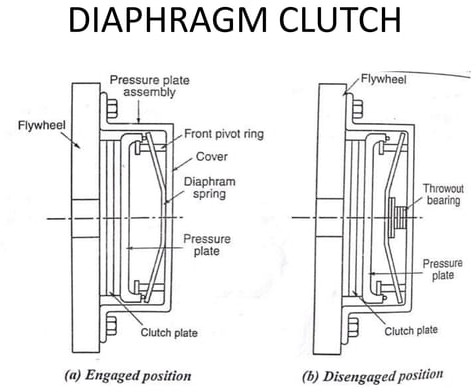 DIAPHRAGM CLUTCH
Pressure plate
assembly
Flywheel
Front pivot ring
Cover
Diaphram
spring
Pressure
plate
Clutch plate
(a) Engaged position
Flywheel
Throwout
bearing
Pressure
plate
Clutch plate
(b) Disengaged position